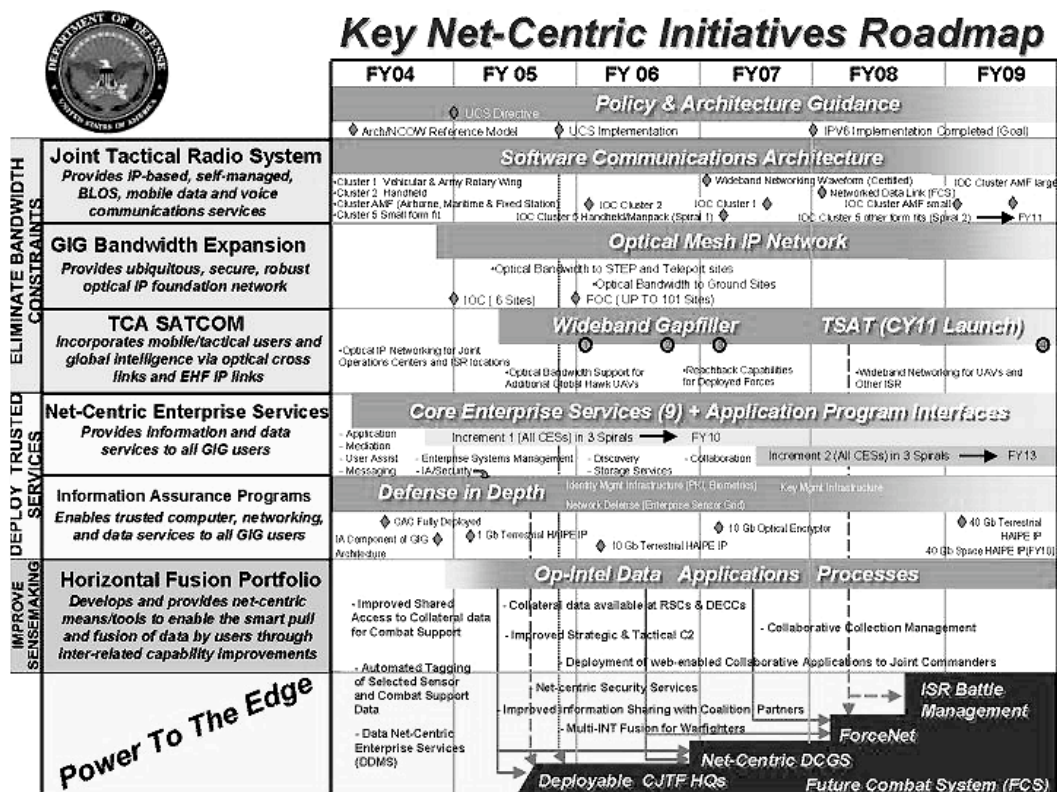 Key Net-Centric Initiatives Roadmap
DEPARTMENT OF DEFENSE
UNITED STATES OF AMERICA
FY04 FY 05 FY 06 FY07 FY08 FY09
Policy & Architecture Guidance
UCS Directive
Arch/NCOW Reference Model
UCS Implementation
IPV6 Implementation Completed (Goal)
ELIMINATE BANDWIDTH
CONSTRAINTS
Joint Tactical Radio System
Provides IP-based, self-managed,
BLOS, mobile data and voice
communications services
Software Communications Architecture
•Cluster 1 Vehicular & Army Rotary Wing
•Cluster 2 Handheld
•Cluster AMF (Airborne, Maritime & Fixed Station)
•Cluster 5 Small form fit
IOC Cluster 2
IOC Cluster 5 Handheld/Manpack (Spiral 1)
Wideband Networking Waveform (Certified)
IOC Cluster 1
Networked Data Link (FCS)
IOC Cluster AMF large
IOC Cluster AMF small
IOC Cluster 5 other form fits (Spiral 2)
FY11
GIG Bandwidth Expansion
Provides ubiquitous, secure, robust
optical IP foundation network
Optical Mesh IP Network
•Optical Bandwidth to STEP and Teleport sites
•Optical Bandwidth to Ground Sites
IOC ( 6 Sites)
FOC ( UP TO 101 Sites)
TCA SATCOM
Incorporates mobile/tactical users and
global intelligence via optical cross
links and EHF IP links
Wideband Gapfiller TSAT (CY11 Launch)
•Optical IP Networking for Joint
Operations Centers and ISR locations
•Optical Bandwidth Support for
Additional Global Hawk UAVs
•Reachback Capabilities
for Deployed Forces
•Wideband Networking for UAVs and
Other ISR
DEPLOY TRUSTED
SERVICES
Net-Centric Enterprise Services
Provides information and data
services to all GIG users
Core Enterprise Services (9) + Application Program Interfaces
- Application
- Mediation
- User Assist
- Messaging
Increment 1 (All CESs) in 3 Spirals
FY10
- Enterprise Systems Management
- IA/Security
- Discovery
- Storage Services
- Collaboration
Increment 2 (All CESs) in 3 Spirals
FY13
Information Assurance Programs
Enables trusted computer, networking,
and data services to all GIG users
Defense in Depth
Identity Mgmt Infrastructure (PKI, Biometrics)
Key Mgmt Infrastructure
Network Defense (Enterprise Sensor Grid)
CAC Fully Deployed
IA Component of GIG
Architecture
1 Gb Terrestrial HAIPE IP
10 Gb Terrestrial HAIPE IP
10 Gb Optical Encryptor
40 Gb Terrestrial
HAIPE IP
40 Gb Space HAIPE IP(FY10)
IMPROVE
SENSEMAKING
Horizontal Fusion Portfolio
Develops and provides net-centric
means/tools to enable the smart pull
and fusion of data by users through
inter-related capability improvements
Op-Intel Data Applications Processes
- Improved Shared
Access to Collateral data
for Combat Support
- Automated Tagging
of Selected Sensor
and Combat Support
Data
- Data Net-Centric
Enterprise Services
(DDMS)
- Collateral data available at RSCs & DECCs
- Improved Strategic & Tactical C2
- Collaborative Collection Management
- Deployment of web-enabled Collaborative Applications to Joint Commanders
- Net-centric Security Services
- Improved Information Sharing with Coalition Partners
- Multi-INT Fusion for Warfighters
Power To The Edge
ISR Battle
Management
ForceNet
Net-Centric DCGS
Deployable CJTF HQs
Future Combat System (FCS)